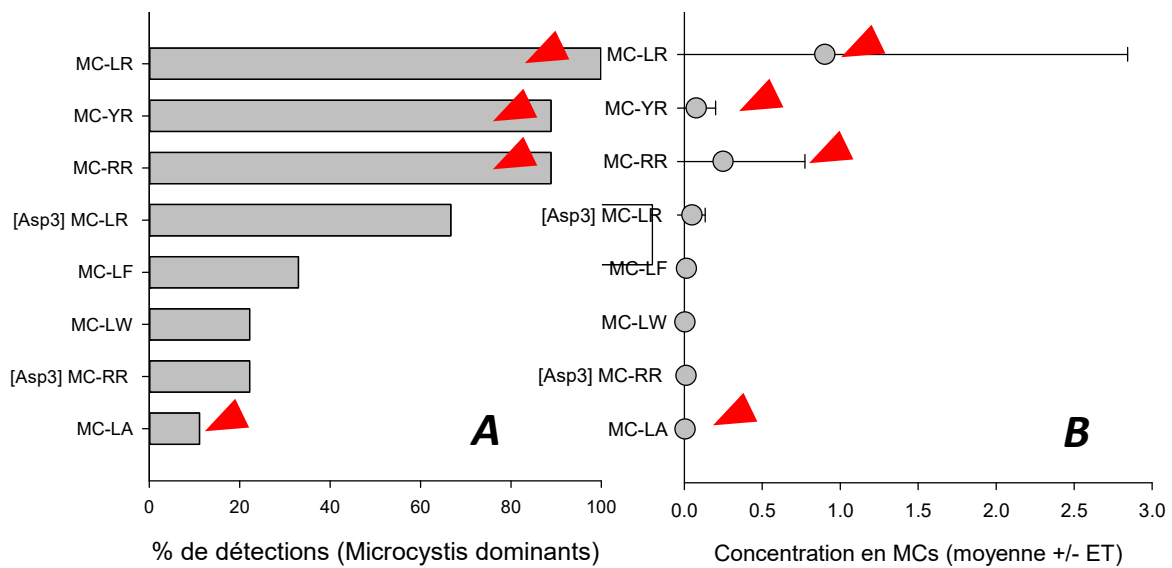 MC-LR
MC-YR
MC-RR
[Asp3] MC-LR
MC-LF
MC-LW
[Asp3] MC-RR
MC-LA
A
0 20 40 60 80 100
% de détections (Microcystis dominants)
MC-LR
MC-YR
MC-RR
[Asp3] MC-LR
MC-LF
MC-LW
[Asp3] MC-RR
MC-LA
B
0.0 0.5 1.0 1.5 2.0 2.5 3.0
Concentration en MCs (moyenne +/- ET)